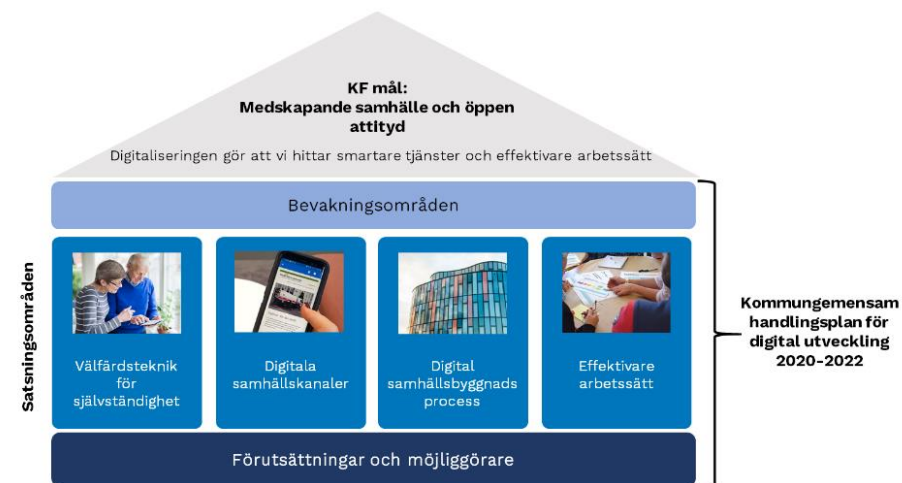 KF mål:
Medskapande samhälle och öppen
attityd
Digitaliseringen gör att vi hittar smartare tjänster och effektivare arbetssätt
Bevakningsområden
Satsningsområden
Välfärdsteknik
för
självständighet
Digitala
samhällskanaler
Digital
samhällsbyggnads
process
Effektivare
arbetssätt
Förutsättningar och möjliggörare
Kommungemensam
handlingsplan för
digital utveckling
2020-2022